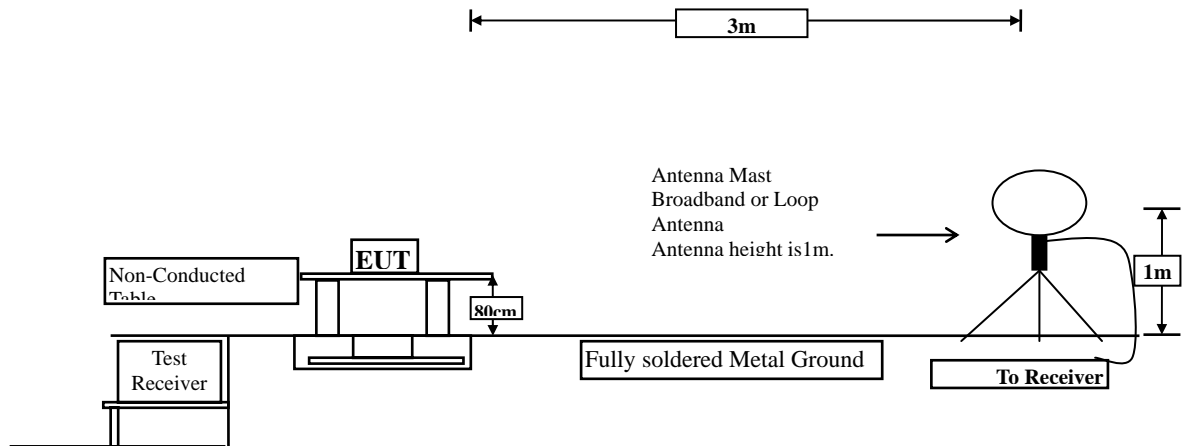 3m
Antenna Mast
Broadband or Loop
Antenna
Antenna height is1m.
EUT
Non-Conducted
Table
80cm
1m
Test
Receiver
Fully soldered Metal Ground
To Receiver